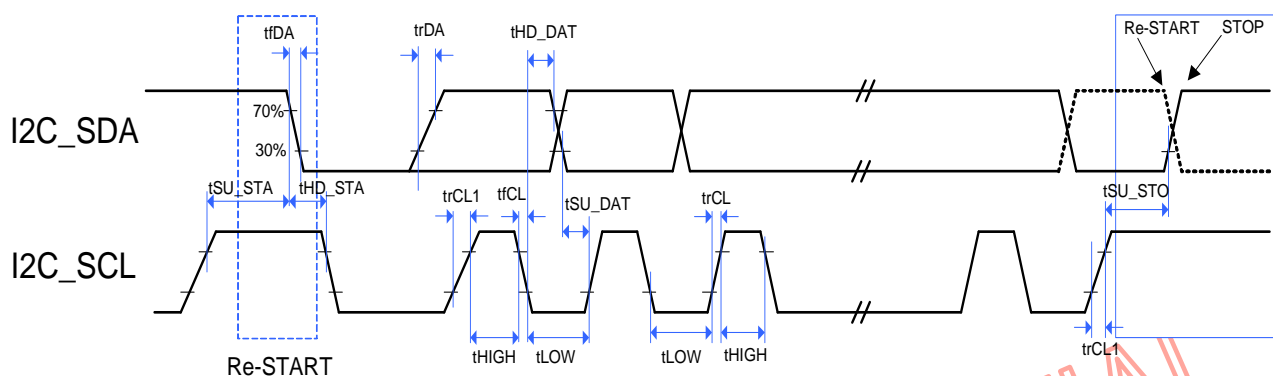 tfDA trDA tHD_DAT Re-START STOP
I2C_SDA 70%
30%
tSU_STA tHD_STA trCL1 tfCL tSU_DAT trCL tSU_STO
I2C_SCL
tHIGH tLOW tLOW tHIGH trCL1
Re-START